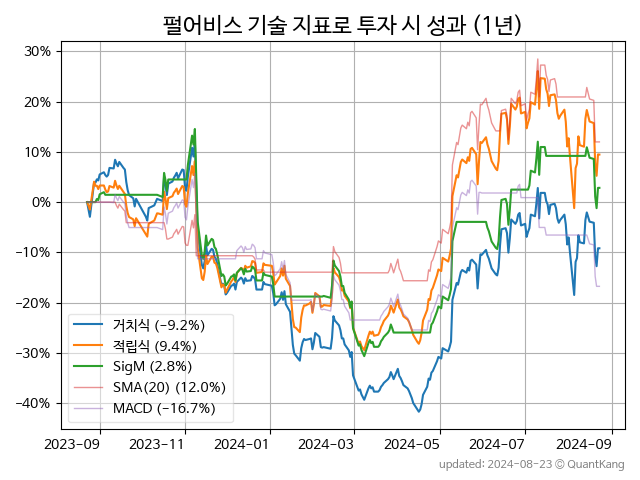 펄어비스 기술 지표로 투자 시 성과 (1년)
30%
20%
10%
0%
−10%
−20%
−30%
−40%
거치식 (−9.2%)
적립식 (9.4%)
SigM (2.8%)
SMA(20) (12.0%)
MACD (−16.7%)
2023-09 2023-11 2024-01 2024-03 2024-05 2024-07 2024-09
updated: 2024-08-23 ⓒ QuantKang